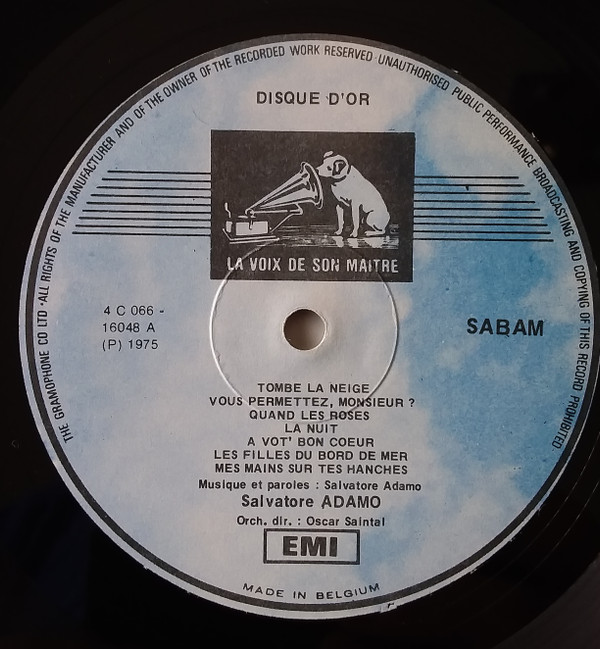 THE GRAMOPHONE CO LTD · ALL RIGHTS OF THE MANUFACTURER AND OF THE OWNER OF THE RECORDED WORK RESERVED · UNAUTHORISED PUBLIC PERFORMANCE BROADCASTING AND COPYING OF THIS RECORD PROHIBITED
DISQUE D'OR
LA VOIX DE SON MAITRE
4 C 066 -
16048 A
(P) 1975
SABAM
TOMBE LA NEIGE
VOUS PERMETTEZ, MONSIEUR ?
QUAND LES ROSES
LA NUIT
A VOT' BON COEUR
LES FILLES DU BORD DE MER
MES MAINS SUR TES HANCHES
Musique et paroles : Salvatore Adamo
Salvatore ADAMO
Orch. dir. : Oscar Saintal
EMI
MADE IN BELGIUM